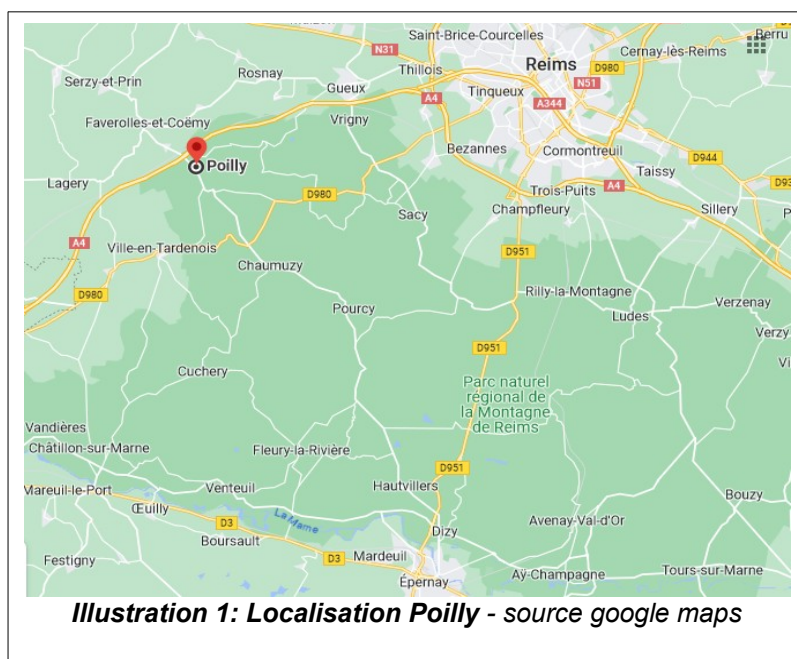 Saint-Brice-Courcelles
Berru
N31
Cernay-lès-Reims
Rosnay
Thillois
Reims
D980
Serzy-et-Prin
Gueux
Tinqueux
N51
A4
A344
Faverolles-et-Coëmy
Vrigny
Bezannes
Cormontreuil
D944
Poilly
Taissy
D93
Lagery
D980
Trois-Puits
A4
Sacy
Champfleury
Sillery
A4
Ville-en-Tardenois
D951
Chaumuzy
Rilly-la-Montagne
D980
Pourcy
Ludes
Verzenay
Verzy
D951
Cuchery
Parc naturel
régional de
la Montagne
de Reims
Vandières
Châtillon-sur-Marne
Fleury-la-Rivière
D951
Mareuil-le-Port
Venteuil
Hautvillers
Bouzy
Œuilly
D3
La Marne
Avenay-Val-d'Or
Boursault
Dizy
Festigny
D3
Mardeuil
Aÿ-Champagne
Tours-sur-Marne
Épernay
Illustration 1: Localisation Poilly - source google maps